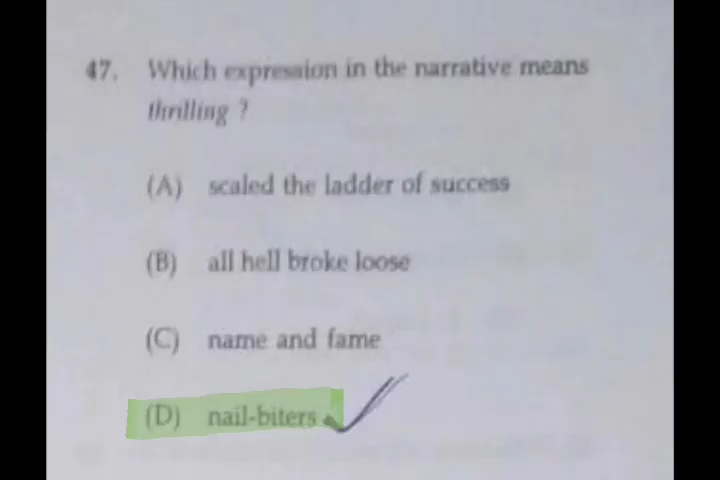 47. Which expression in the narrative means
thrilling ?
(A) scaled the ladder of success
(B) all hell broke loose
(C) name and fame
(D) nail-biters